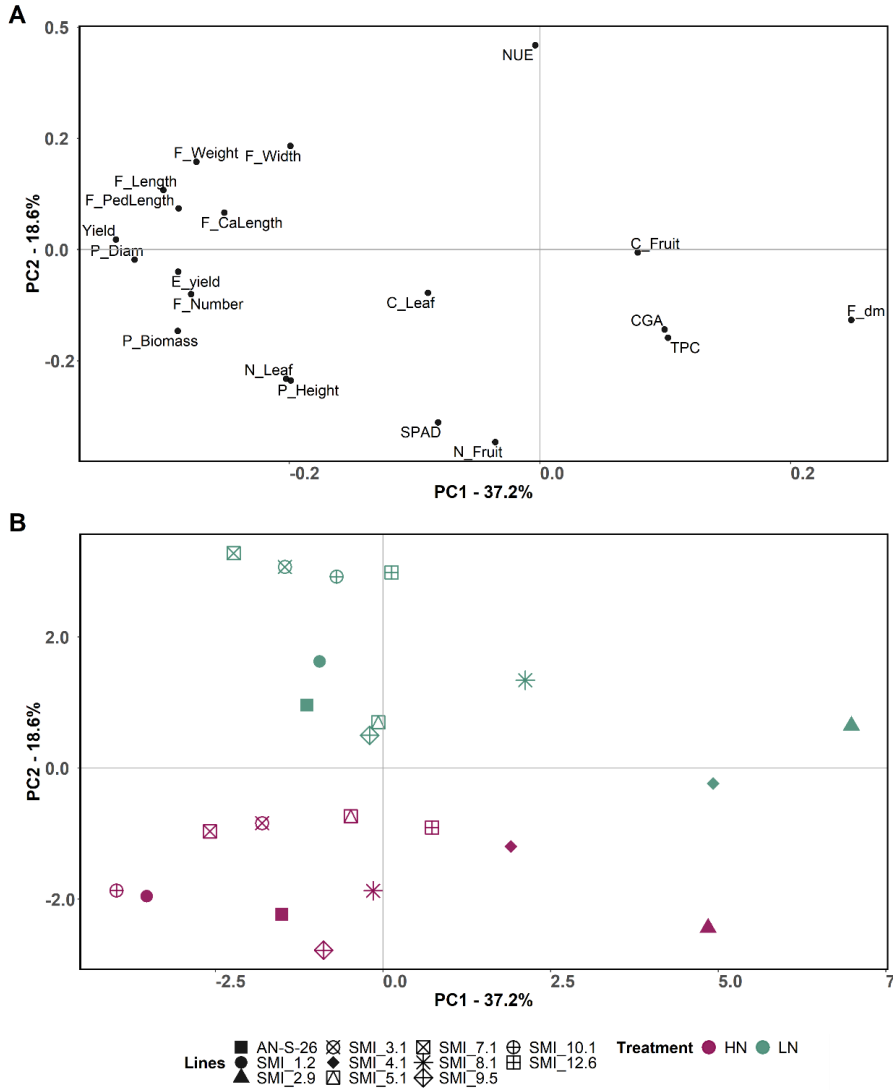 A
0.5
NUE
0.2
F_Weight
F_Width
F_Length
F_PedLength
F_CaLength
Yield
C_Fruit
0.0
P_Diam
E_yield
F_Number
C_Leaf
F_dm
CGA
P_Biomass
TPC
-0.2
N_Leaf
P_Height
SPAD
N_Fruit
PC2 - 18.6%
-0.2
0.0
0.2
PC1 - 37.2%
B
2.0
0.0
-2.0
PC2 - 18.6%
-2.5
0.0
2.5
5.0
7
PC1 - 37.2%
Lines
AN-S-26
SMI_3.1
SMI_7.1
SMI_10.1
SMI_1.2
SMI_4.1
SMI_8.1
SMI_12.6
SMI_2.9
SMI_5.1
SMI_9.5
Treatment
HN
LN